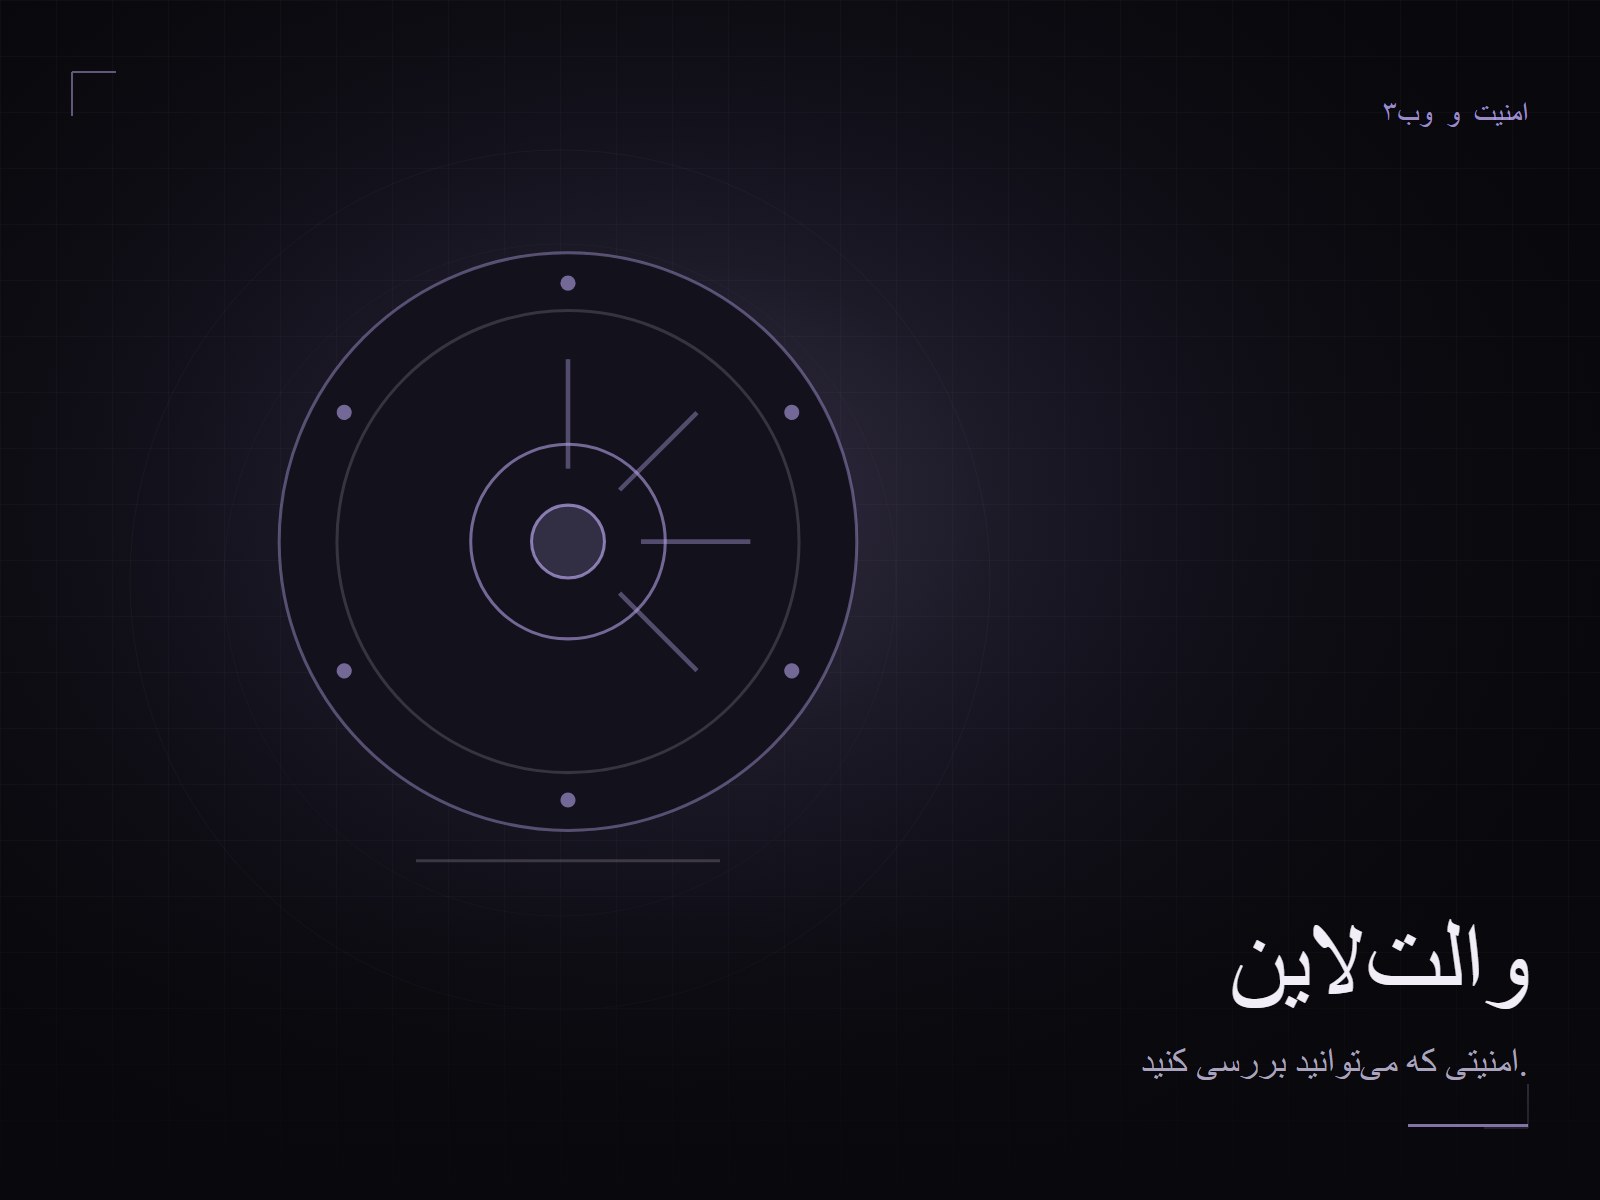 امنیت و وب۳
والت‌لاین
امنیتی که می‌توانید بررسی کنید.